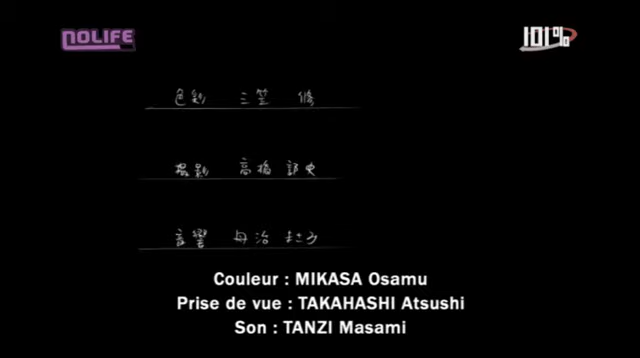 NOLIFE
101%
色彩 三笠 修
撮影 高橋
音響 丹治 まさみ
Couleur : MIKASA Osamu
Prise de vue : TAKAHASHI Atsushi
Son : TANZI Masami